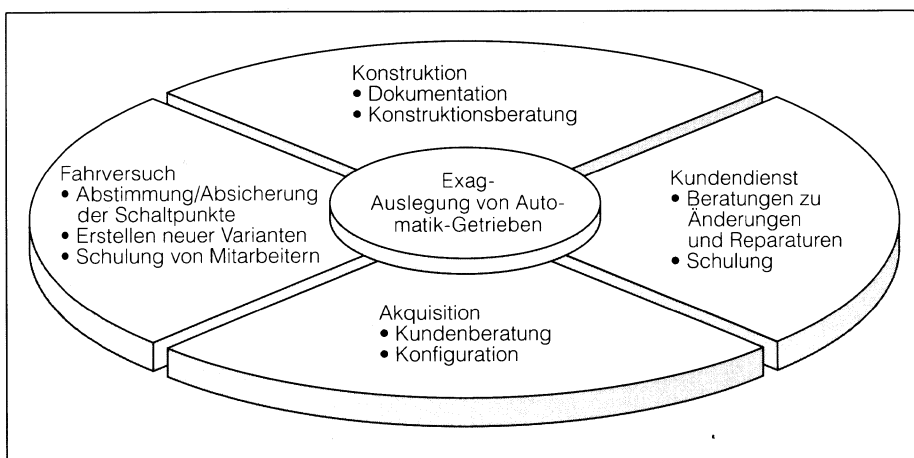 Konstruktion
• Dokumentation
• Konstruktionsberatung
Fahrversuch
• Abstimmung/Absicherung
der Schaltpunkte
• Erstellen neuer Varianten
• Schulung von Mitarbeitern
Exag-
Auslegung von Auto-
matik-Getrieben
Kundendienst
• Beratungen zu
Änderungen
und Reparaturen
• Schulung
Akquisition
• Kundenberatung
• Konfiguration